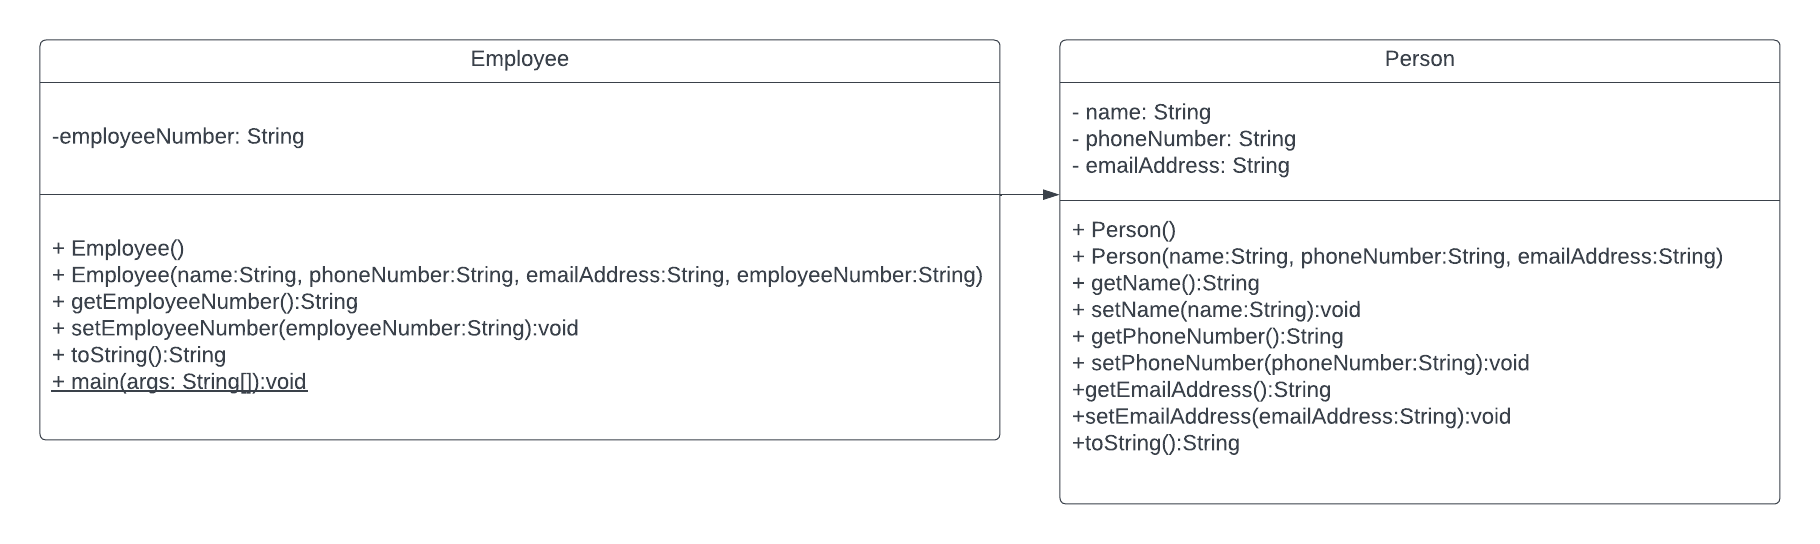 Employee
-employeeNumber: String
+ Employee()
+ Employee(name:String, phoneNumber:String, emailAddress:String, employeeNumber:String)
+ getEmployeeNumber():String
+ setEmployeeNumber(employeeNumber:String):void
+ toString():String
+ main(args: String[]):void
Person
- name: String
- phoneNumber: String
- emailAddress: String
+ Person()
+ Person(name:String, phoneNumber:String, emailAddress:String)
+ getName():String
+ setName(name:String):void
+ getPhoneNumber():String
+ setPhoneNumber(phoneNumber:String):void
+getEmailAddress():String
+setEmailAddress(emailAddress:String):void
+toString():String